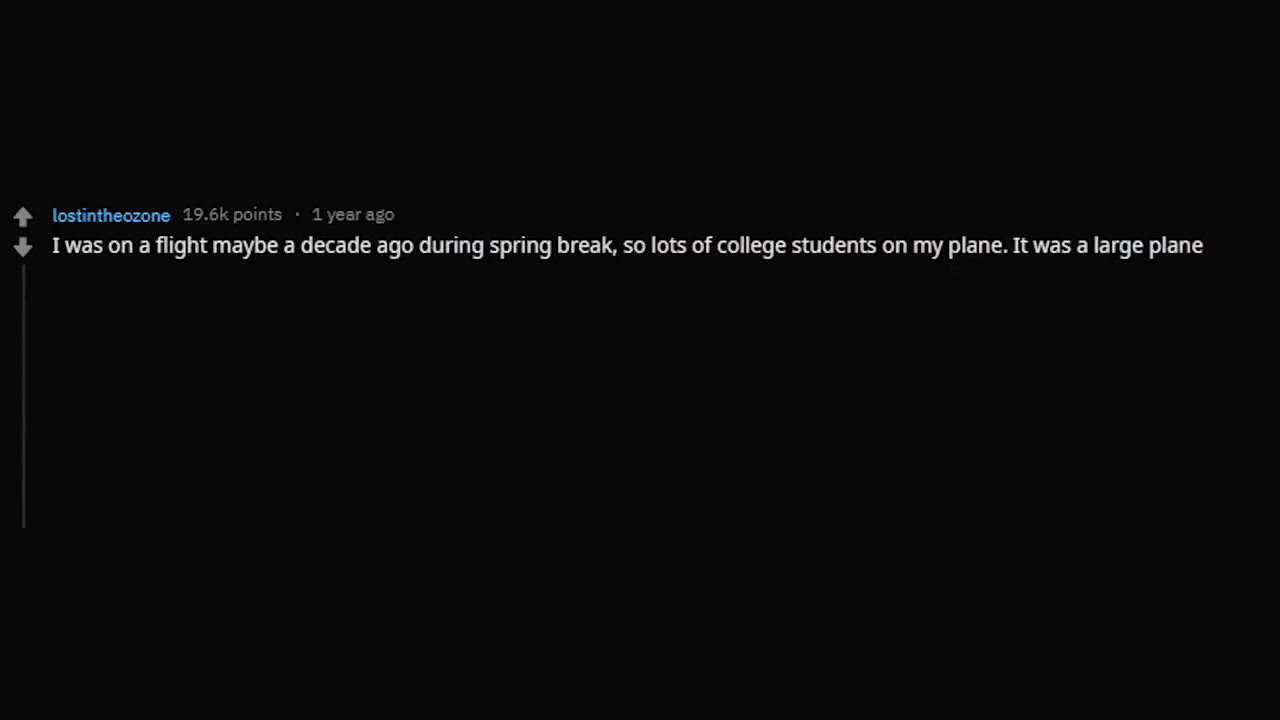 lostintheozone 19.6k points · 1 year ago
I was on a flight maybe a decade ago during spring break, so lots of college students on my plane. It was a large plane